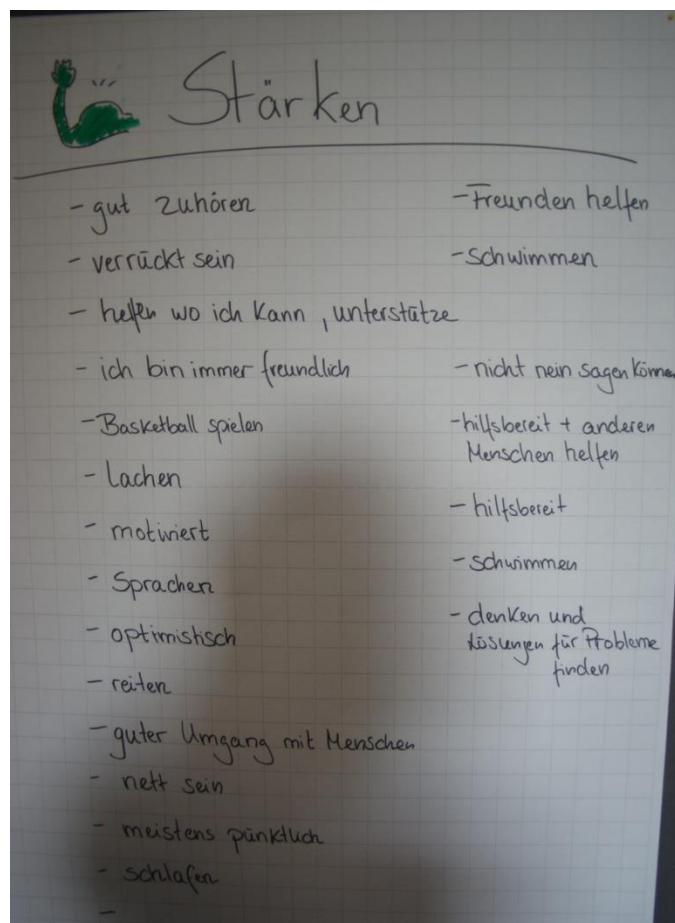 Stärken
- gut zuhören
- verrückt sein
- helfen wo ich kann, unterstütze
- ich bin immer freundlich
- Basketball spielen
- Lachen
- motiviert
- Sprachen
- optimistisch
- reiten
- guter Umgang mit Menschen
- nett sein
- meistens pünktlich
- schlafen
-
- Freunden helfen
- Schwimmen
- nicht nein sagen können
- hilfsbereit + anderen
Menschen helfen
- hilfsbereit
- schwimmen
- denken und
Lösungen für Probleme
finden